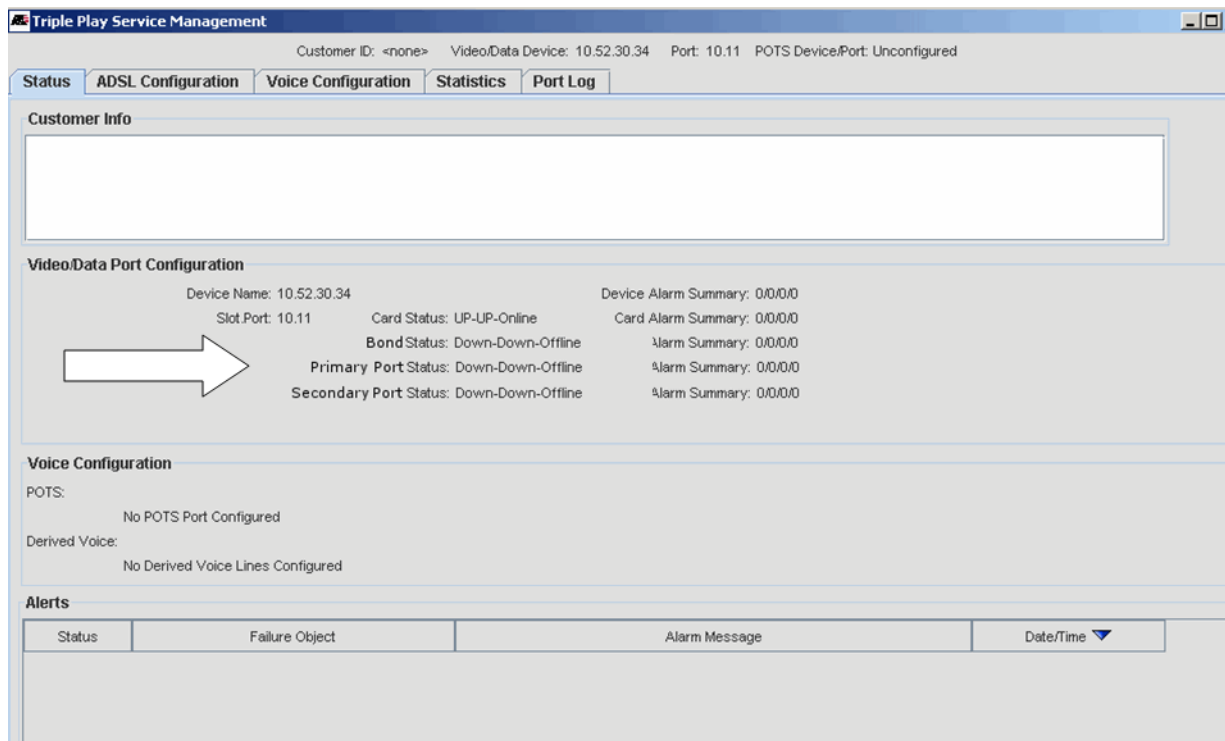 Triple Play Service Management
Customer ID: <none> Video/Data Device: 10.52.30.34 Port: 10.11 POTS Device/Port: Unconfigured
Status ADSL Configuration Voice Configuration Statistics Port Log
Customer Info
Video/Data Port Configuration
Device Name: 10.52.30.34 Device Alarm Summary: 0/0/0/0
Slot.Port: 10.11 Card Status: UP-UP-Online Card Alarm Summary: 0/0/0/0
Bond Status: Down-Down-Offline Alarm Summary: 0/0/0/0
Primary Port Status: Down-Down-Offline Alarm Summary: 0/0/0/0
Secondary Port Status: Down-Down-Offline Alarm Summary: 0/0/0/0
Voice Configuration
POTS:
No POTS Port Configured
Derived Voice:
No Derived Voice Lines Configured
Alerts
Status Failure Object Alarm Message Date/Time